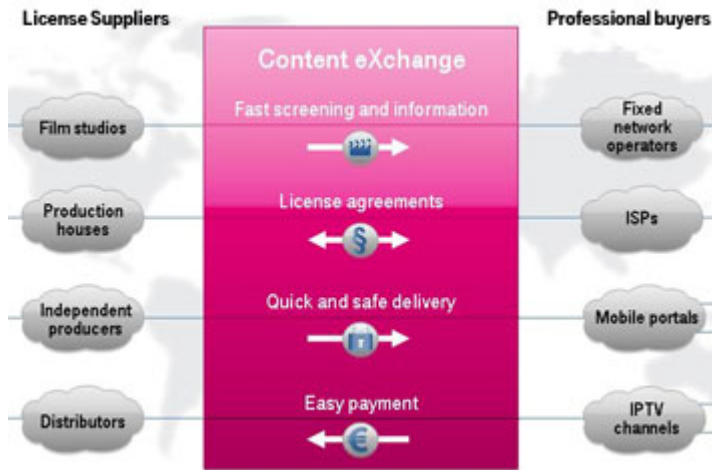 License Suppliers
Professional buyers
Content eXchange
Fast screening and information
Film studios
Fixed
network
operators
License agreements
§
Production
houses
ISPs
Quick and safe delivery
Independent
producers
Mobile portals
Easy payment
€
Distributors
IPTV
channels